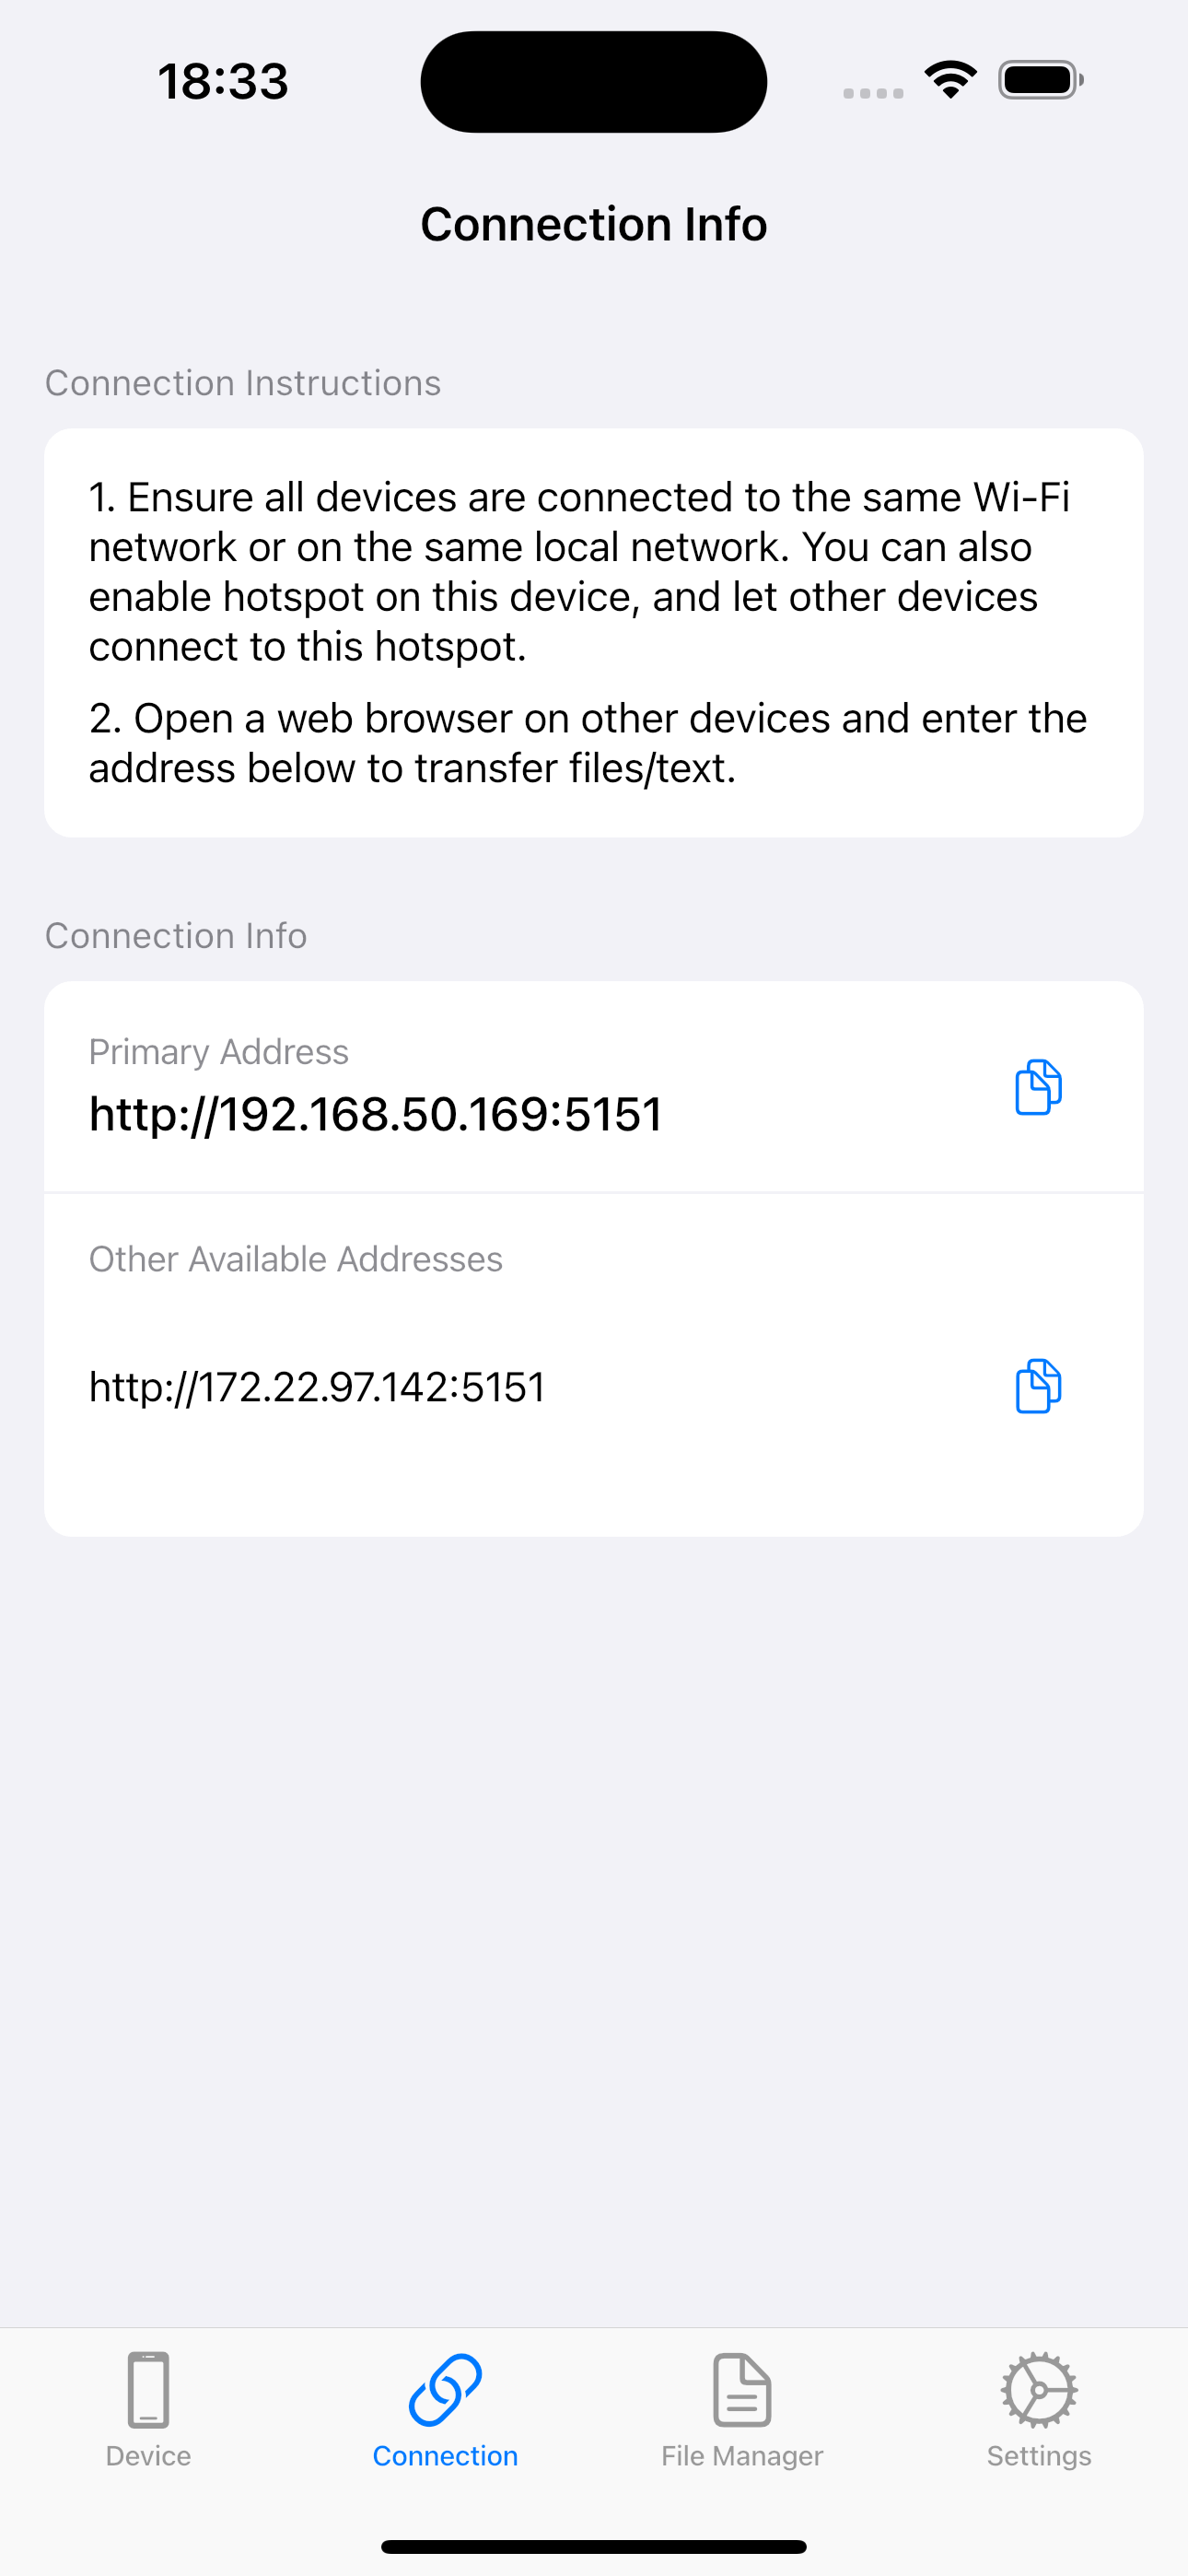 18:33
Connection Info
Connection Instructions
1. Ensure all devices are connected to the same Wi-Fi
network or on the same local network. You can also
enable hotspot on this device, and let other devices
connect to this hotspot.
2. Open a web browser on other devices and enter the
address below to transfer files/text.
Connection Info
Primary Address
http://192.168.50.169:5151
Other Available Addresses
http://172.22.97.142:5151
Device
Connection
File Manager
Settings